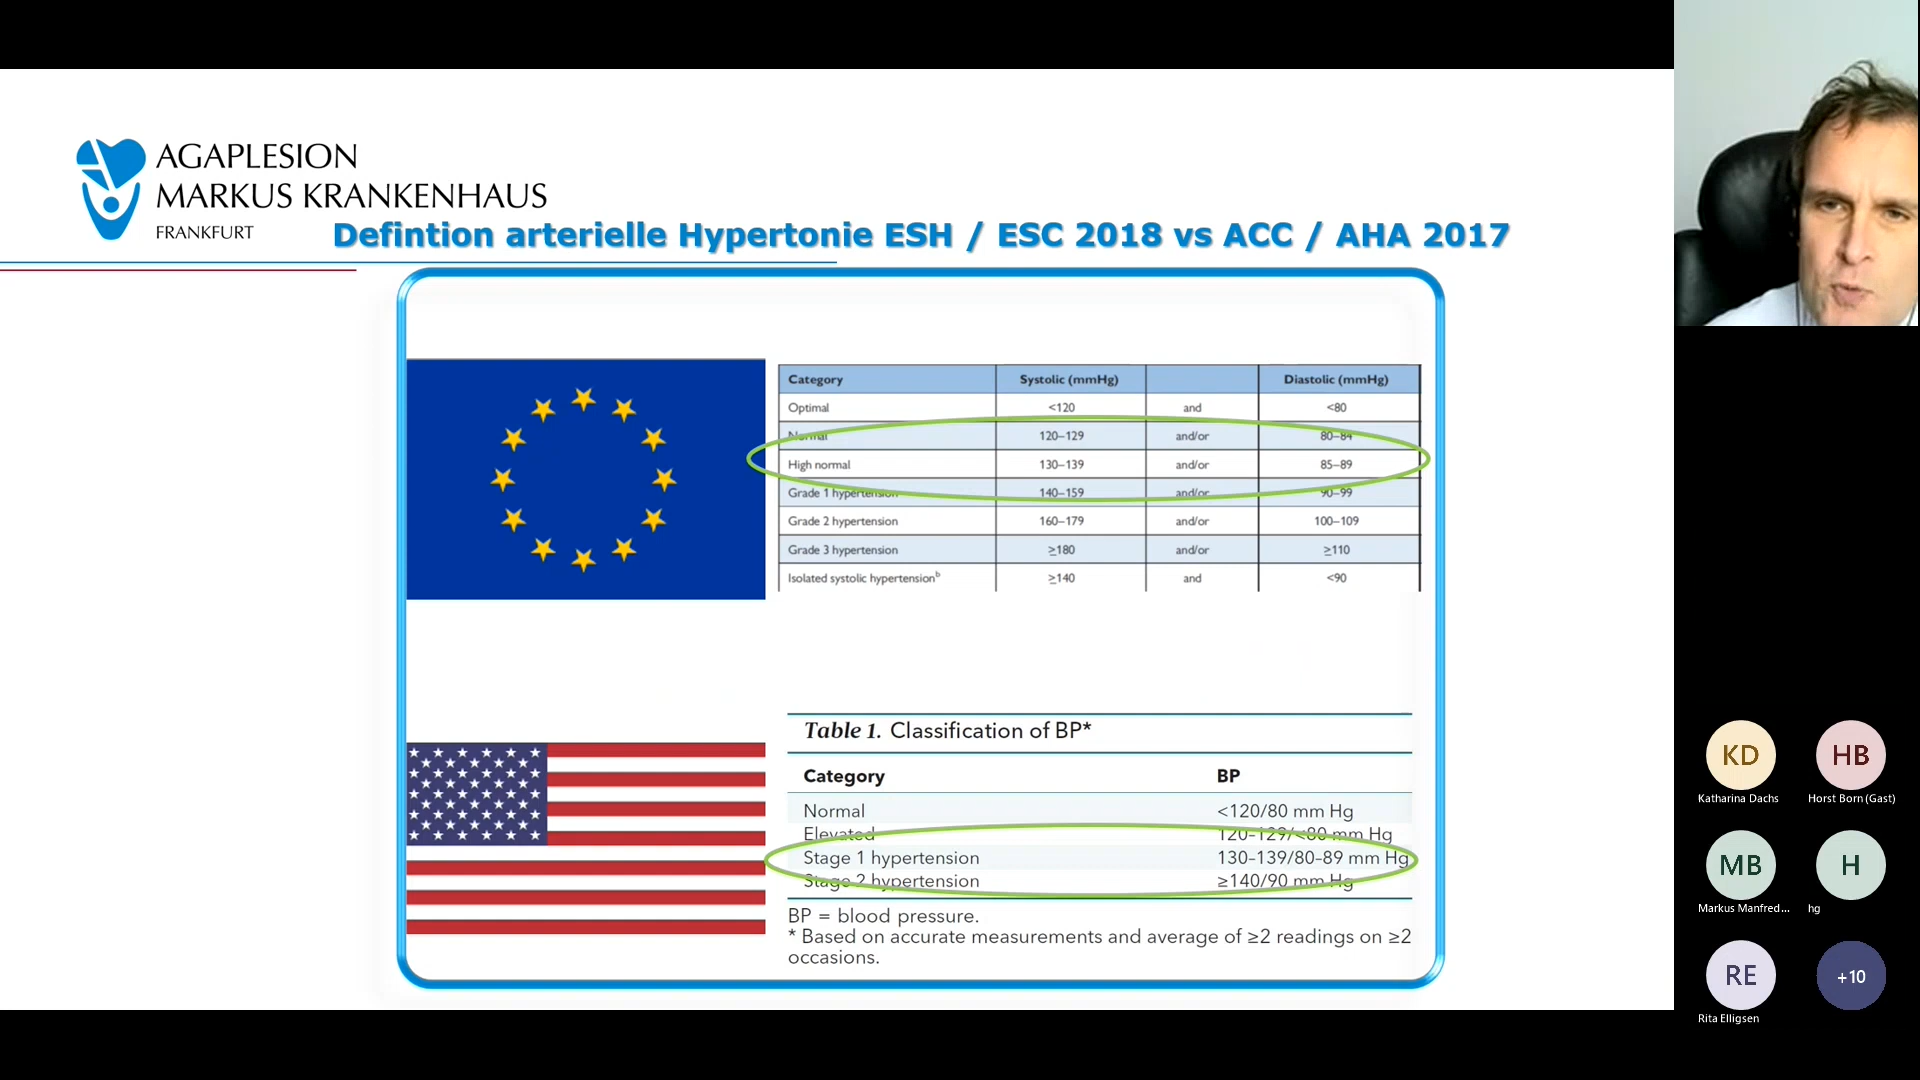 AGAPLESION
MARKUS KRANKENHAUS
FRANKFURT
Defintion arterielle Hypertonie ESH / ESC 2018 vs ACC / AHA 2017
Category Systolic (mmHg) Diastolic (mmHg)
Optimal <120 and <80
Normal 120–129 and/or 80–84
High normal 130–139 and/or 85–89
Grade 1 hypertension 140–159 and/or 90–99
Grade 2 hypertension 160–179 and/or 100–109
Grade 3 hypertension ≥180 and/or ≥110
Isolated systolic hypertensionᵇ ≥140 and <90
Table 1. Classification of BP*
Category BP
Normal <120/80 mm Hg
Elevated 120–129/<80 mm Hg
Stage 1 hypertension 130–139/80–89 mm Hg
Stage 2 hypertension ≥140/90 mm Hg
BP = blood pressure.
* Based on accurate measurements and average of ≥2 readings on ≥2
occasions.
KD HB
Katharina Dachs Horst Born (Gast)
MB H
Markus Manfred... hg
RE +10
Rita Elligsen